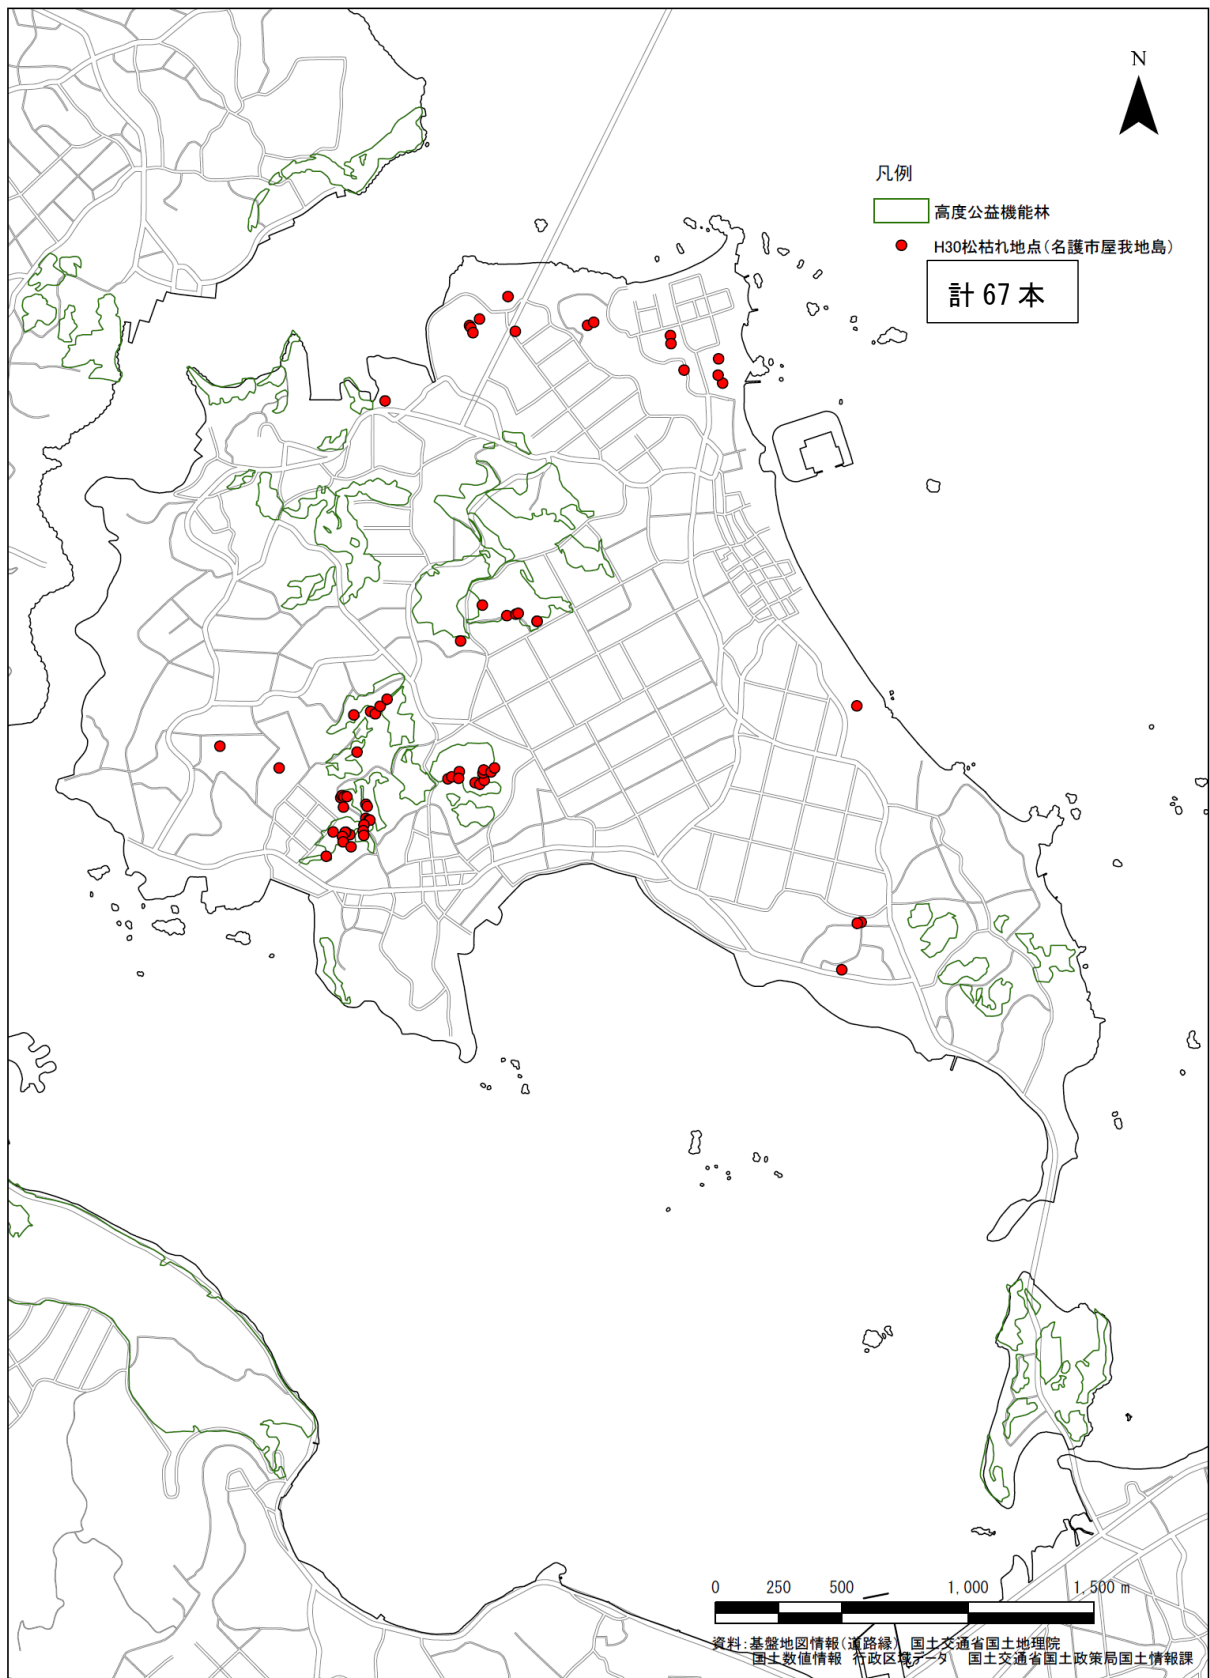 N
凡例
高度公益機能林
H30松枯れ地点(名護市屋我地島)
計 67 本
0 250 500 1,000 1,500 m
資料:基盤地図情報(道路縁) 国土交通省国土地理院
国土数値情報 行政区域データ 国土交通省国土政策局国土情報課